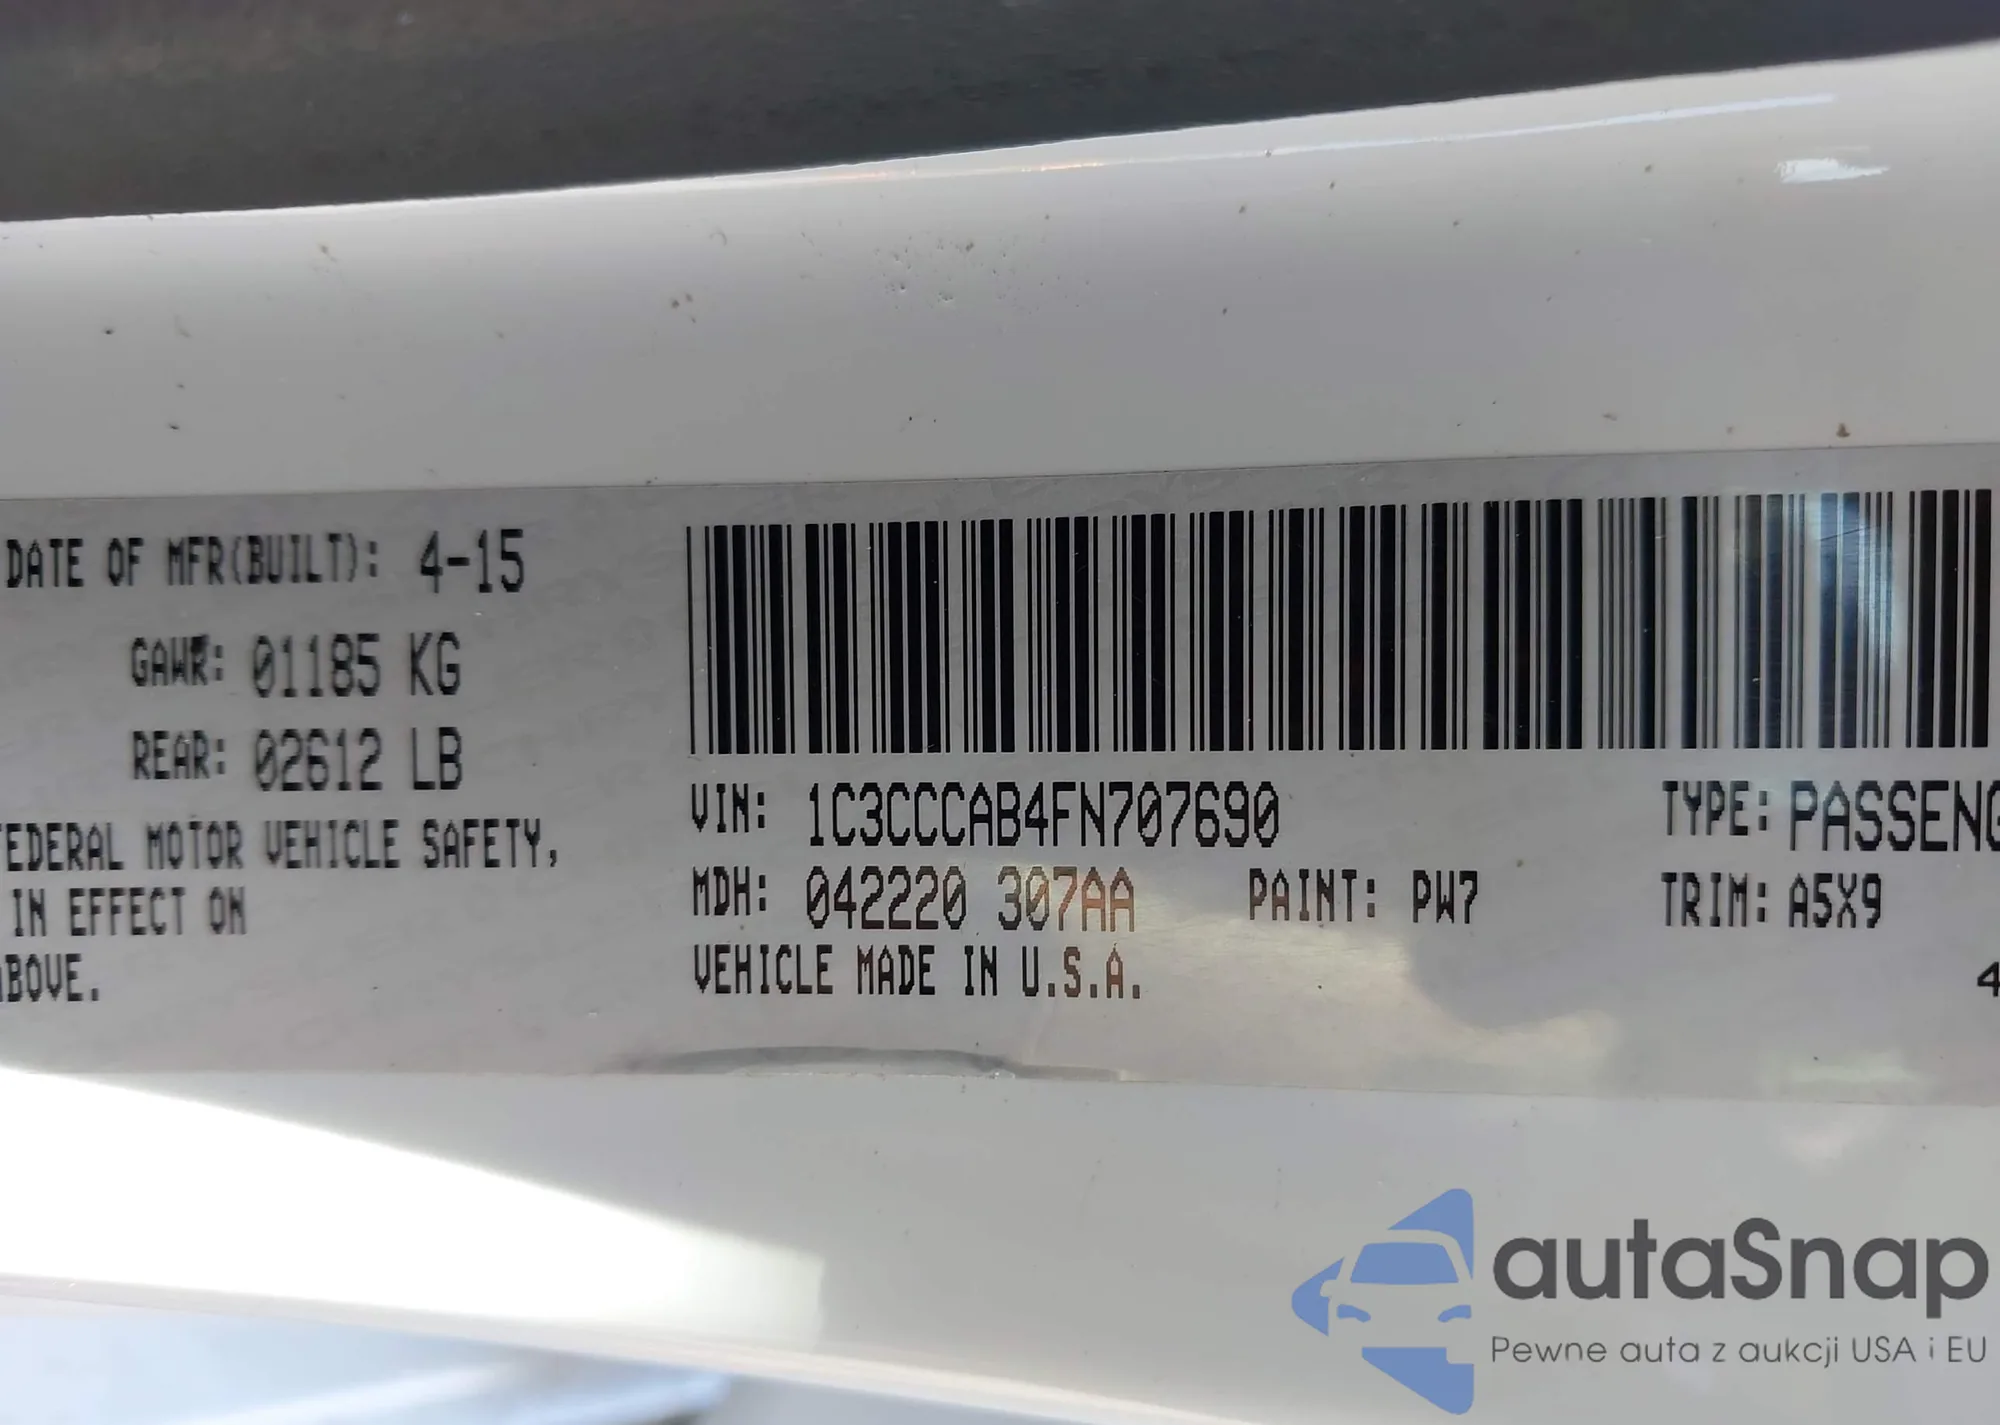 DATE OF MFR(BUILT): 4-15
GAWR: 01185 KG
REAR: 02612 LB
FEDERAL MOTOR VEHICLE SAFETY,
IN EFFECT ON
ABOVE.
VIN: 1C3CCCAB4FN707690
TYPE: PASSENG
MDH: 042220 307AA
PAINT: PW7
TRIM: A5X9
VEHICLE MADE IN U.S.A.
4
autaSnap
Pewne auta z aukcji USA i EU